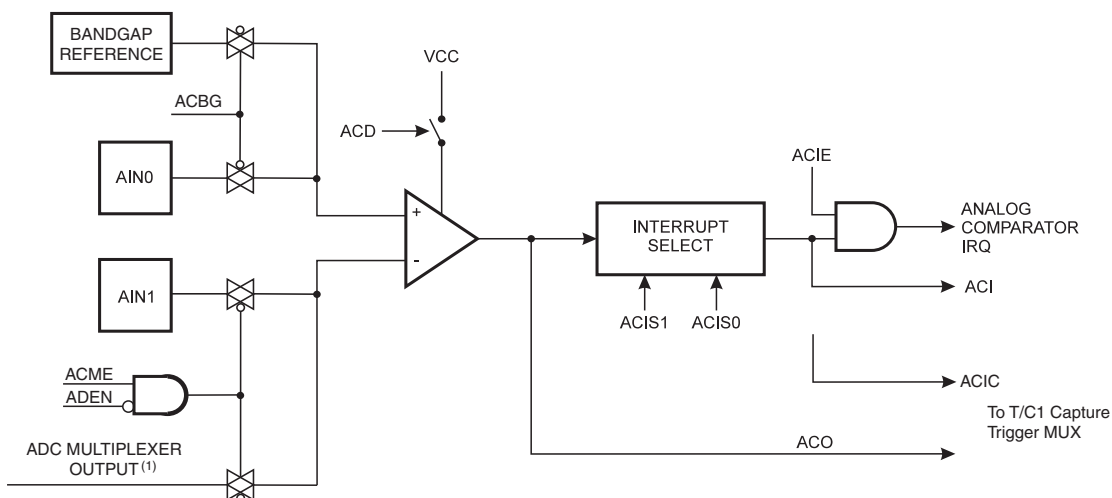 BANDGAP
REFERENCE
VCC
ACBG
ACD
AIN0
ACIE
+
INTERRUPT
SELECT
ANALOG
COMPARATOR
IRQ
-
AIN1
ACI
ACIS1
ACIS0
ACME
ADEN
ACIC
To T/C1 Capture
Trigger MUX
ACO
ADC MULTIPLEXER
OUTPUT (1)